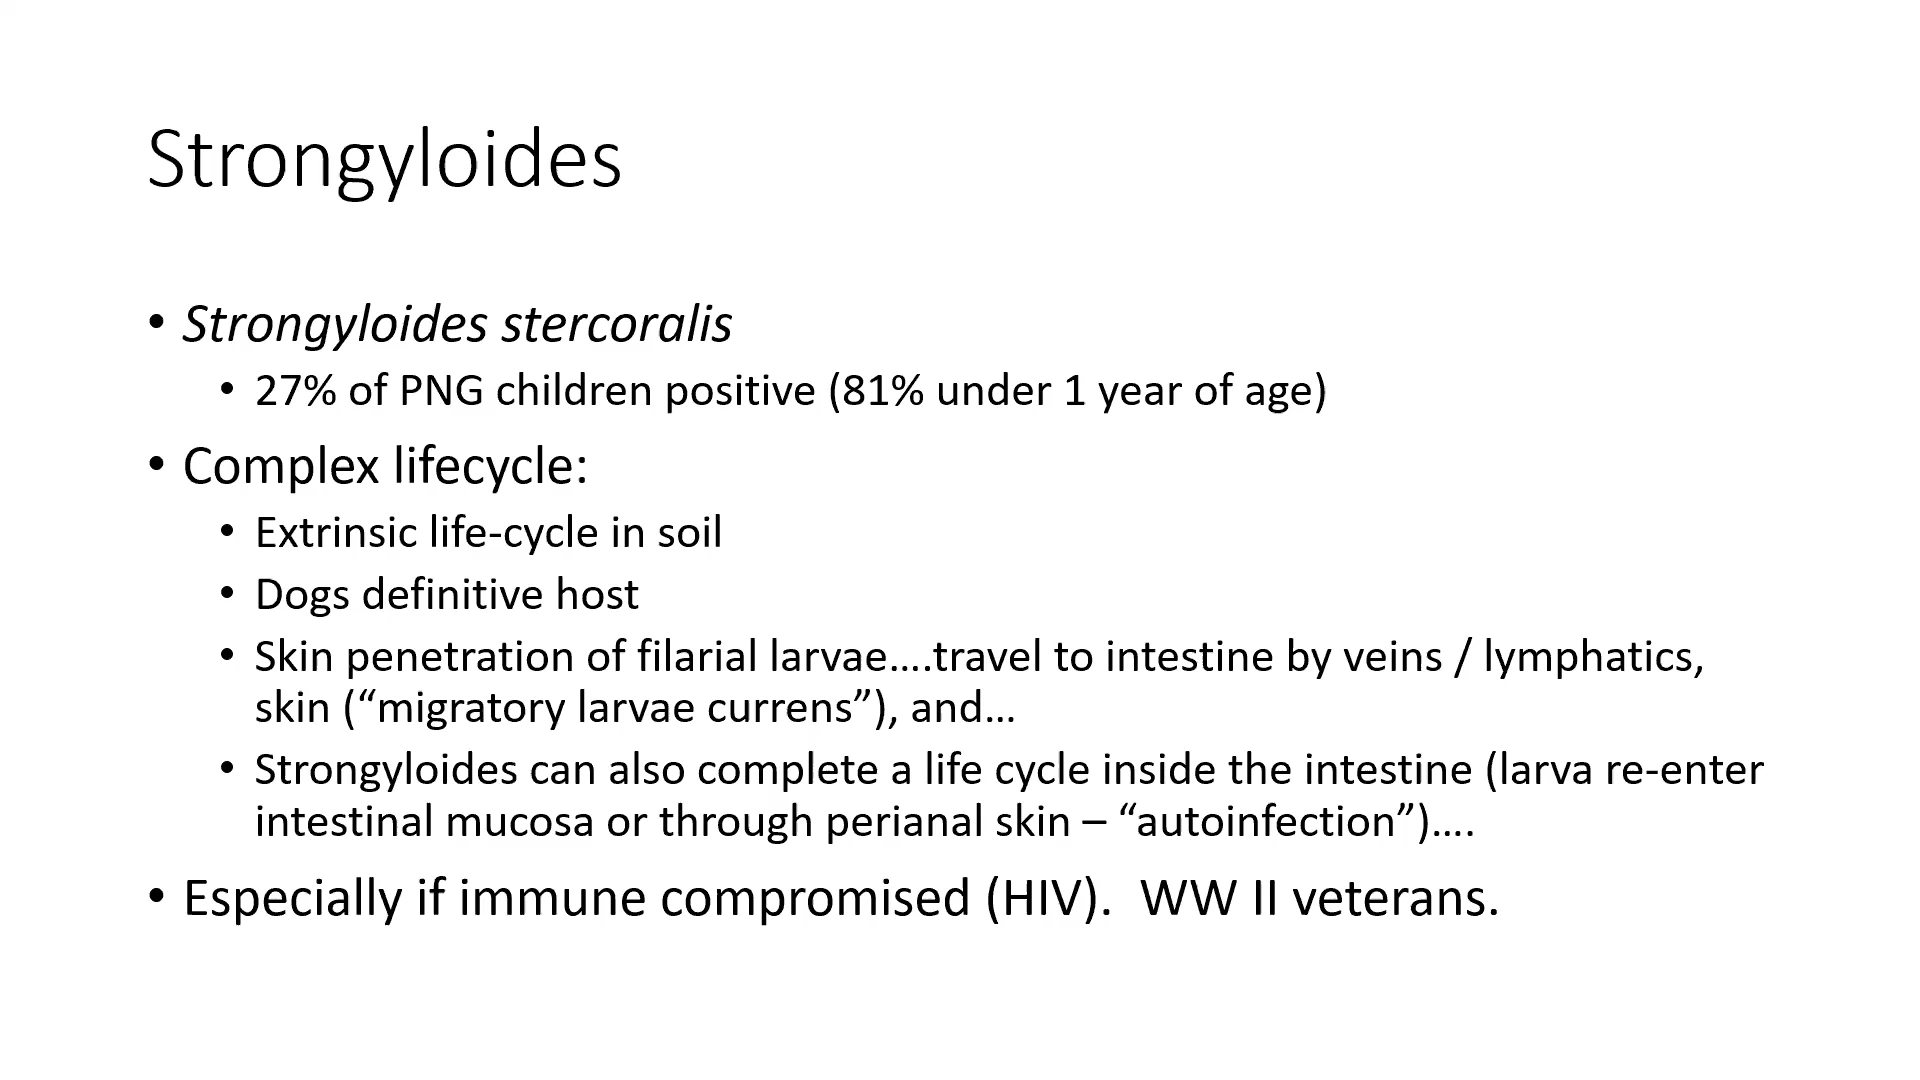 Strongyloides
• Strongyloides stercoralis
• 27% of PNG children positive (81% under 1 year of age)
• Complex lifecycle:
• Extrinsic life-cycle in soil
• Dogs definitive host
• Skin penetration of filarial larvae….travel to intestine by veins / lymphatics,
skin (“migratory larvae currens”), and…
• Strongyloides can also complete a life cycle inside the intestine (larva re-enter
intestinal mucosa or through perianal skin – “autoinfection”)….
• Especially if immune compromised (HIV).  WW II veterans.